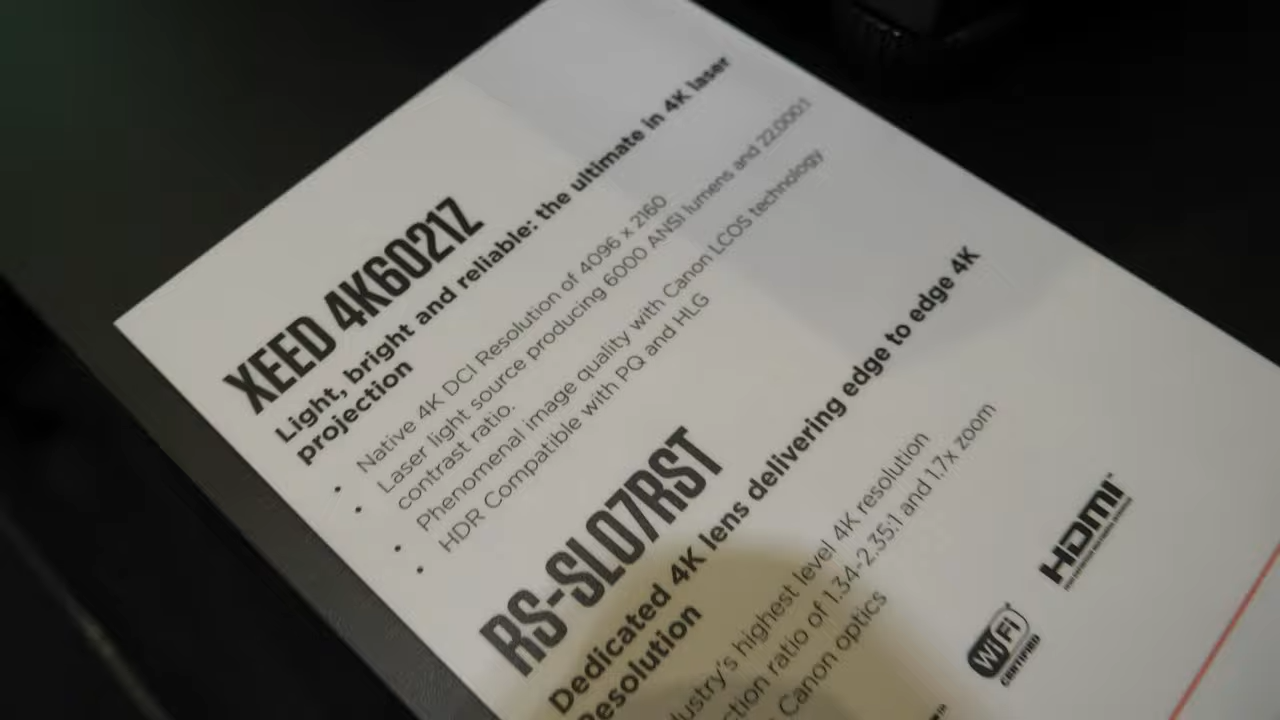 XEED 4K6021Z
Light, bright and reliable: the ultimate in 4K laser
projection
• Native 4K DCI Resolution of 4096 x 2160
• Laser light source producing 6000 ANSI lumens and 22,000:1
contrast ratio.
• Phenomenal image quality with Canon LCOS technology
• HDR Compatible with PQ and HLG
RS-SL07RST
Dedicated 4K lens delivering edge to edge 4K
Resolution
highest level 4K resolution
ratio of 1.34-2.35:1 and 1.7x zoom
Canon optics
HDMI™
Wi Fi
CERTIFIED